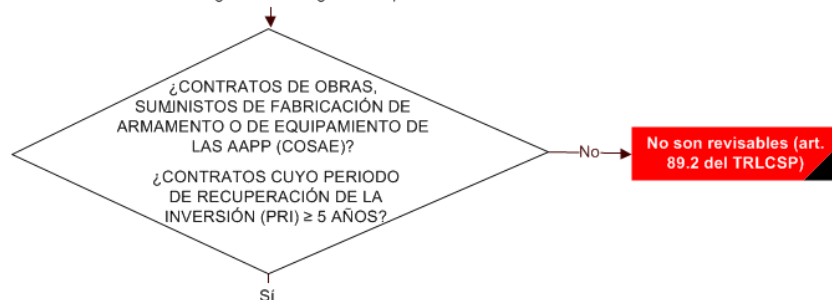 ¿CONTRATOS DE OBRAS,
SUMINISTOS DE FABRICACIÓN DE
ARMAMENTO O DE EQUIPAMIENTO DE
LAS AAPP (COSAE)?
¿CONTRATOS CUYO PERIODO
DE RECUPERACIÓN DE LA
INVERSIÓN (PRI) ≥ 5 AÑOS?
No
No son revisables (art.
89.2 del TRLCSP)
Sí